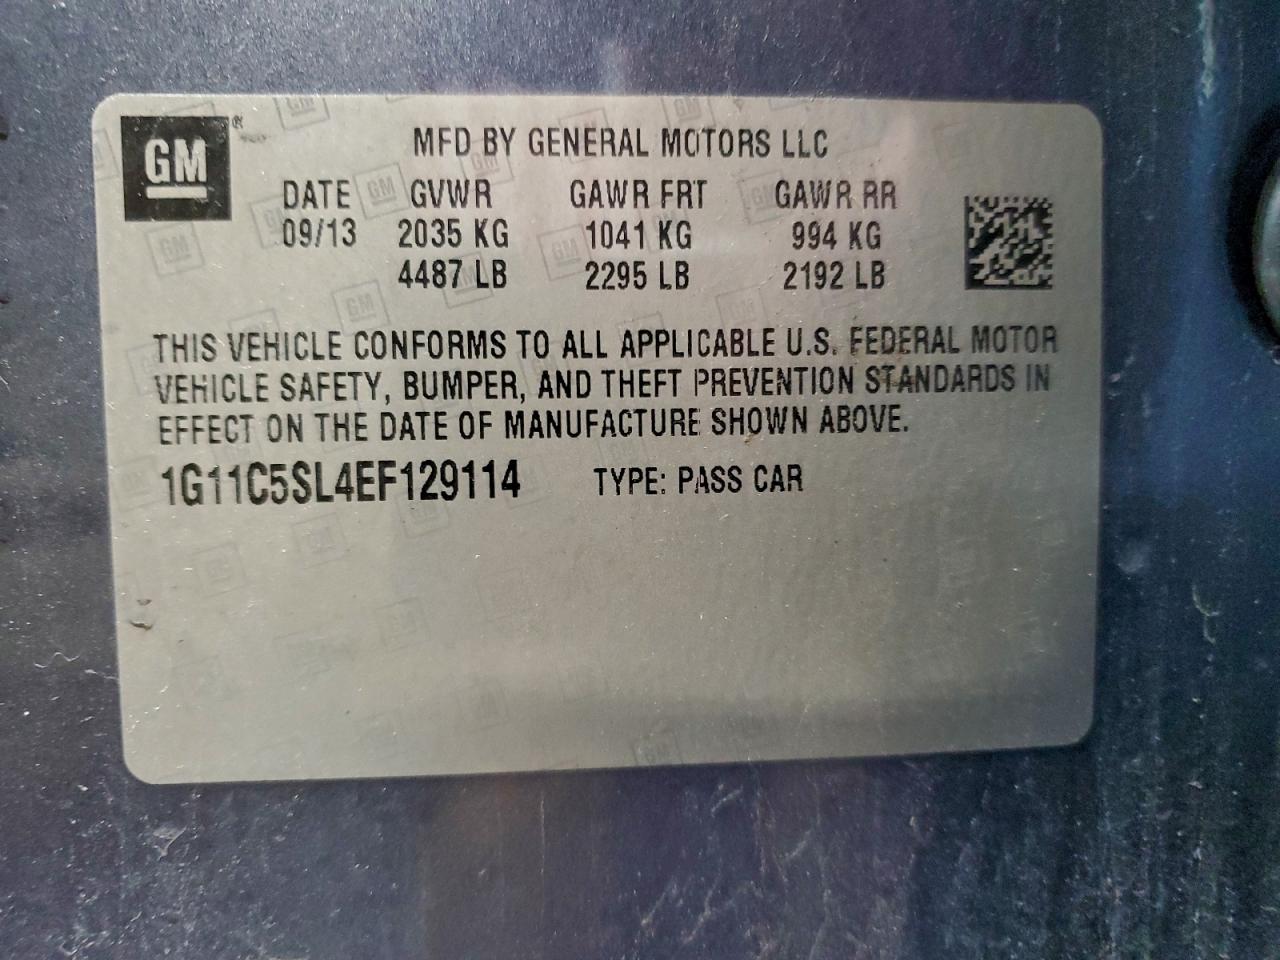 GM®
MFD BY GENERAL MOTORS LLC
DATE GVWR GAWR FRT GAWR RR
09/13 2035 KG 1041 KG 994 KG
4487 LB 2295 LB 2192 LB
THIS VEHICLE CONFORMS TO ALL APPLICABLE U.S. FEDERAL MOTOR
VEHICLE SAFETY, BUMPER, AND THEFT PREVENTION STANDARDS IN
EFFECT ON THE DATE OF MANUFACTURE SHOWN ABOVE.
1G11C5SL4EF129114 TYPE: PASS CAR